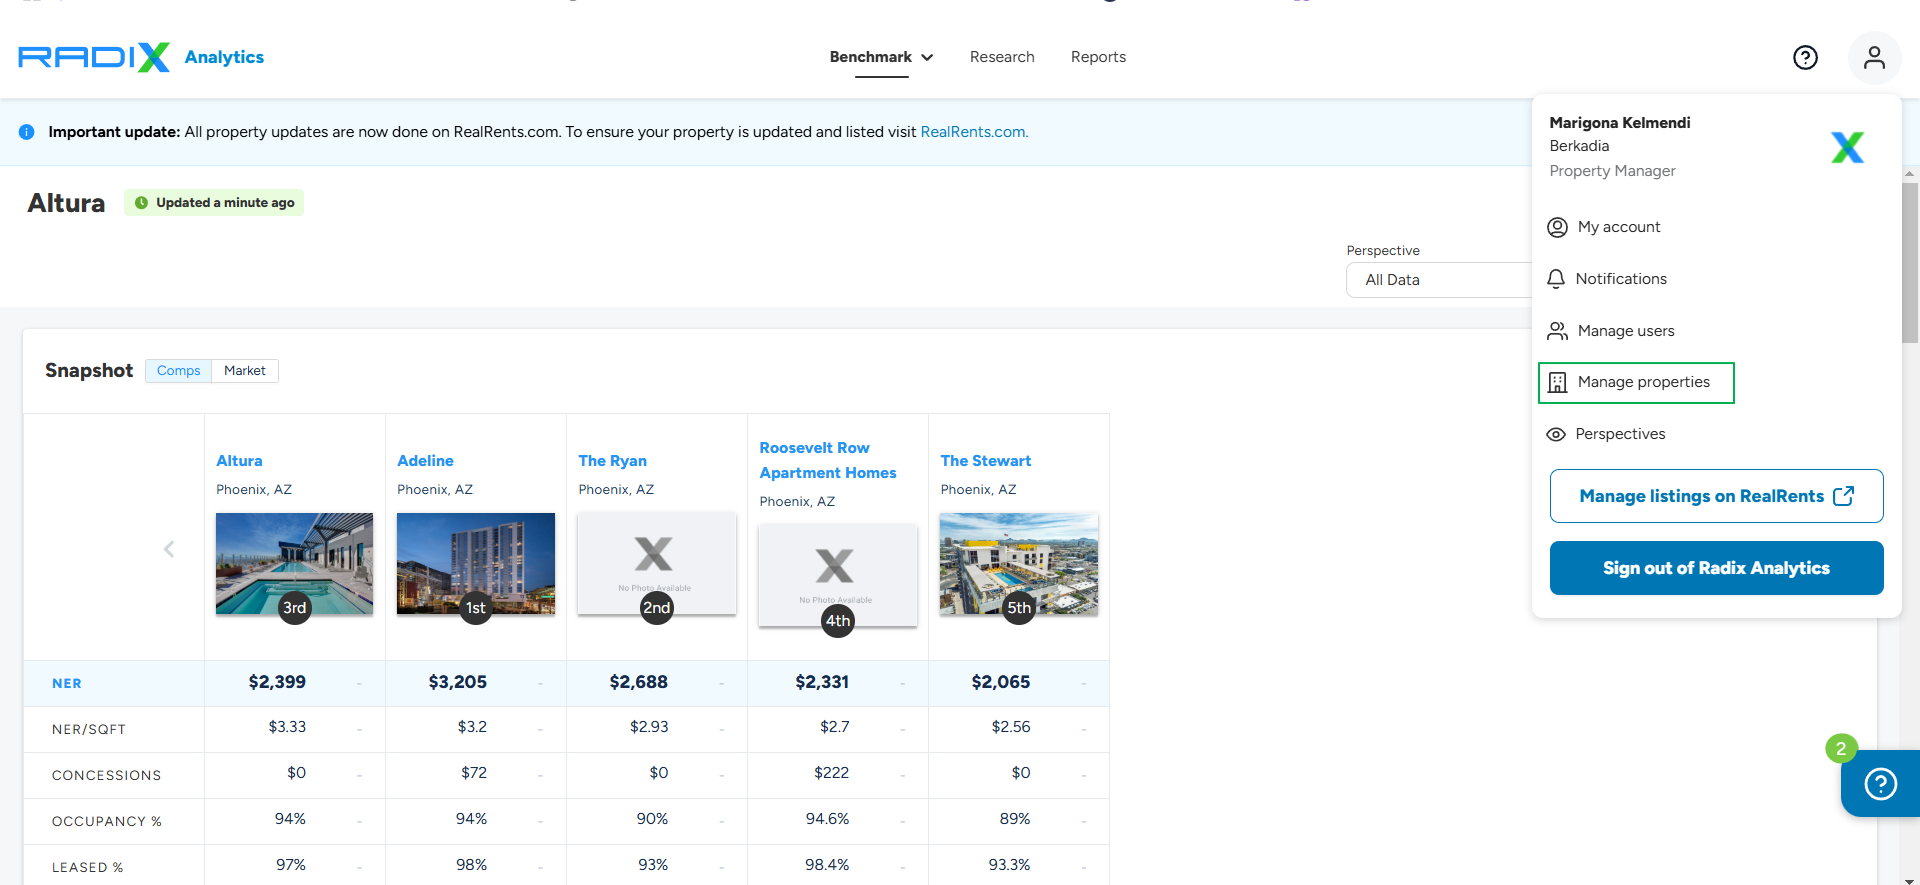 RADIX Analytics
Benchmark
Research
Reports
Important update: All property updates are now done on RealRents.com. To ensure your property is updated and listed visit RealRents.com.
Marigona Kelmendi
Berkadia
Property Manager
My account
Notifications
Manage users
Manage properties
Perspectives
Manage listings on RealRents
Sign out of Radix Analytics
Altura
Updated a minute ago
Perspective
All Data
Snapshot
Comps
Market
Altura
Phoenix, AZ
3rd
Adeline
Phoenix, AZ
1st
The Ryan
Phoenix, AZ
No Photo Available
2nd
Roosevelt Row
Apartment Homes
Phoenix, AZ
No Photo Available
4th
The Stewart
Phoenix, AZ
5th
NER $2,399 - $3,205 - $2,688 - $2,331 - $2,065 -
NER/SQFT $3.33 - $3.2 - $2.93 - $2.7 - $2.56 -
CONCESSIONS $0 - $72 - $0 - $222 - $0 -
OCCUPANCY % 94% - 94% - 90% - 94.6% - 89% -
LEASED % 97% - 98% - 93% - 98.4% - 93.3% -
2